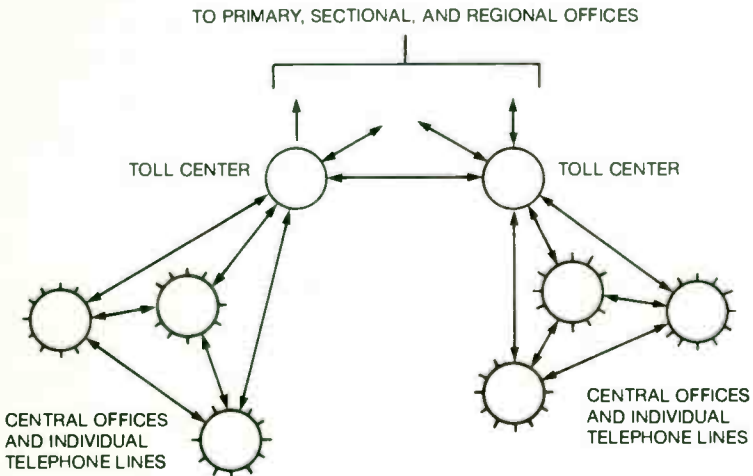 TO PRIMARY, SECTIONAL, AND REGIONAL OFFICES
TOLL CENTER
TOLL CENTER
CENTRAL OFFICES
AND INDIVIDUAL
TELEPHONE LINES
CENTRAL OFFICES
AND INDIVIDUAL
TELEPHONE LINES